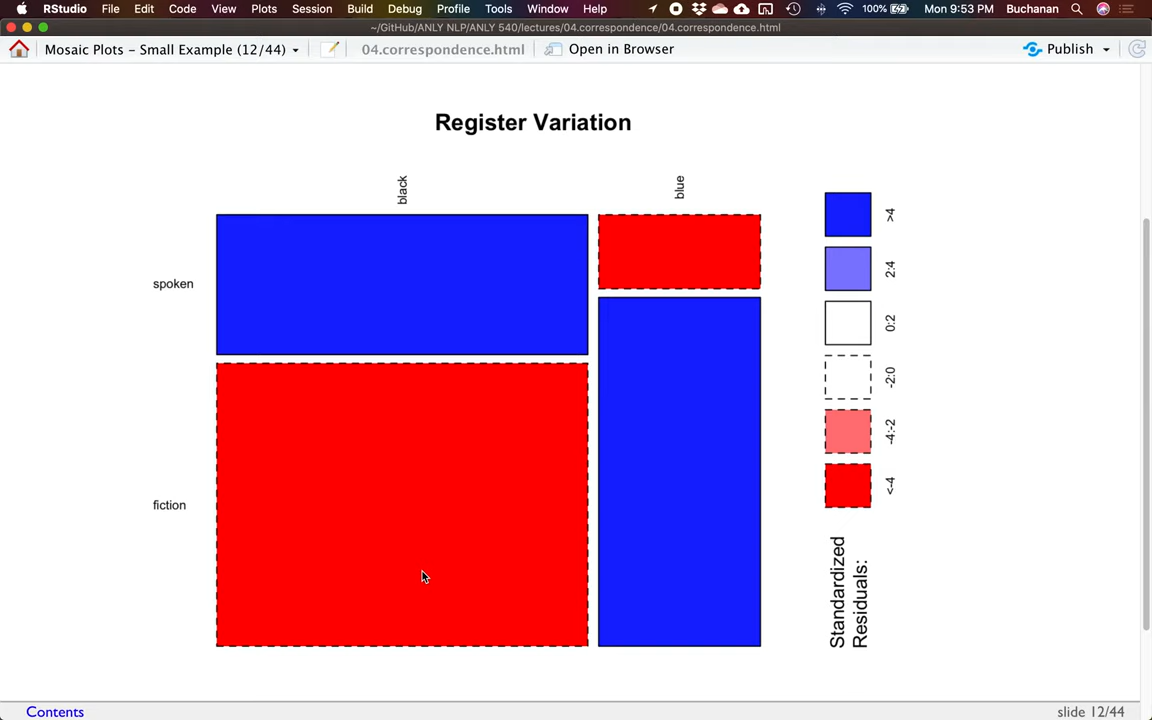 RStudio File Edit Code View Plots Session Build Debug Profile Tools Window Help 100% Mon 9:53 PM Buchanan
~/GitHub/ANLY NLP/ANLY 540/lectures/04.correspondence/04.correspondence.html
Mosaic Plots - Small Example (12/44) 04.correspondence.html Open in Browser Publish
Register Variation
black
blue
spoken
fiction
>4
2:4
0:2
-2:0
-4:-2
<-4
Standardized
Residuals:
Contents
slide 12/44